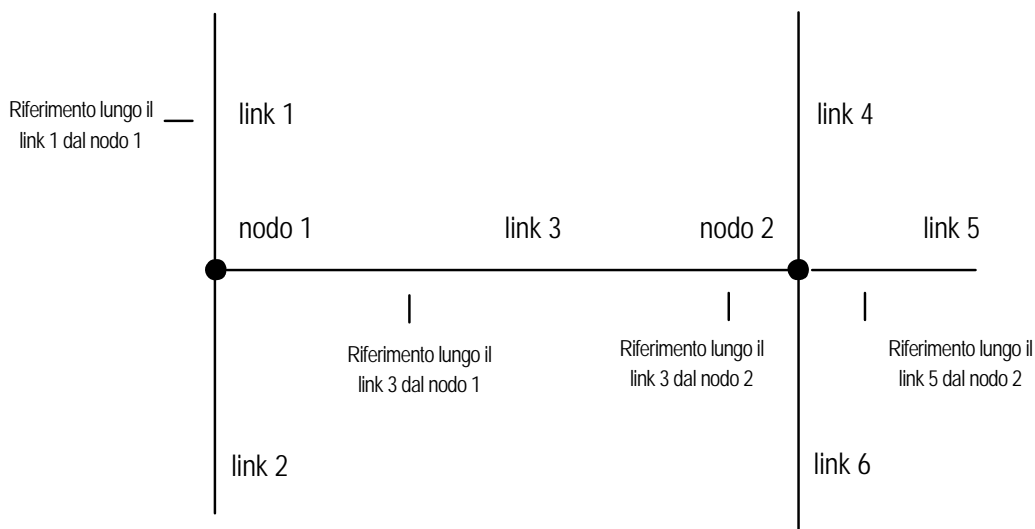 Riferimento lungo il
link 1 dal nodo 1
link 1
link 4
nodo 1
link 3
nodo 2
link 5
Riferimento lungo il
link 3 dal nodo 1
Riferimento lungo il
link 3 dal nodo 2
Riferimento lungo il
link 5 dal nodo 2
link 2
link 6